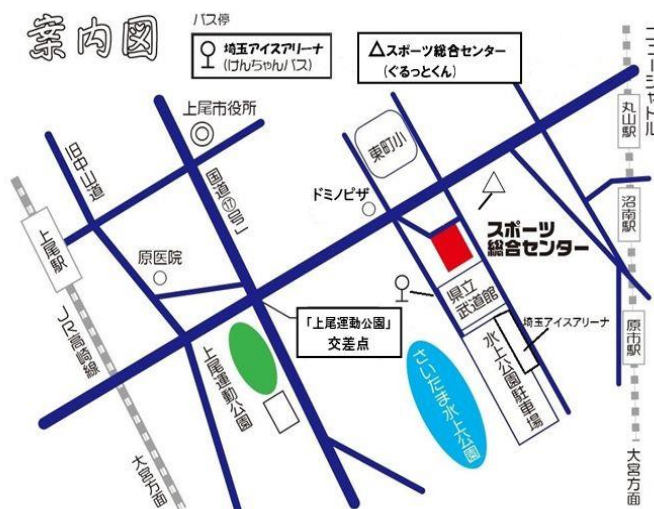 案内図
バス停
埼玉アイスアリーナ
(けんちゃんバス)
△スポーツ総合センター
(ぐるっとくん)
ニューシャトル
丸山駅
沼南駅
原市駅
大宮方面
上尾市役所
旧中山道
国道⑰号
東町小
ドミノピザ
スポーツ
総合センター
上尾駅
原医院
県立
武道館
「上尾運動公園」
交差点
埼玉アイスアリーナ
JR高崎線
上尾運動公園
さいたま水上公園
水上公園駐車場
大宮方面